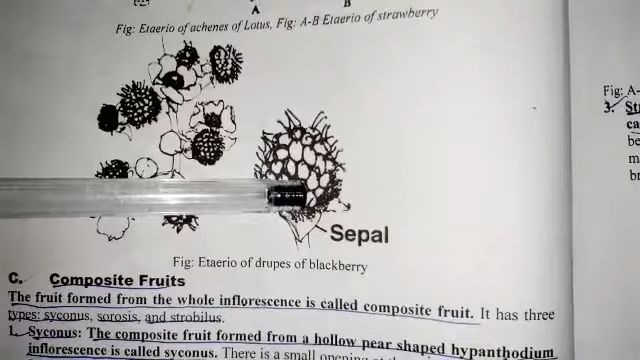 A B
Fig: Etaerio of achenes of Lotus, Fig: A-B Etaerio of strawberry
Sepal
Fig: Etaerio of drupes of blackberry
C. Composite Fruits
The fruit formed from the whole inflorescence is called composite fruit. It has three
types: syconus, sorosis, and strobilus.
1. Syconus: The composite fruit formed from a hollow pear shaped hypanthodium
inflorescence is called syconus. There is a small opening
Fig: A-
3.
ca
be
m
br